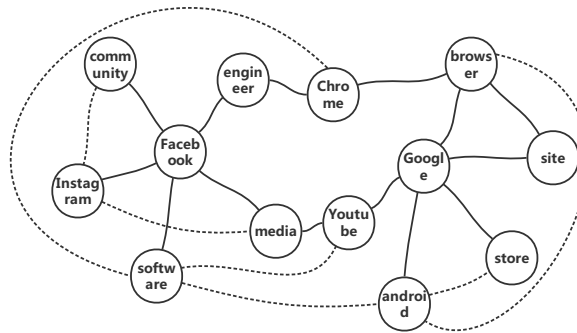 comm
unity
engin
eer
Chro
me
brows
er
Faceb
ook
Googl
e
site
Instag
ram
media
Youtu
be
softw
are
store
androi
d